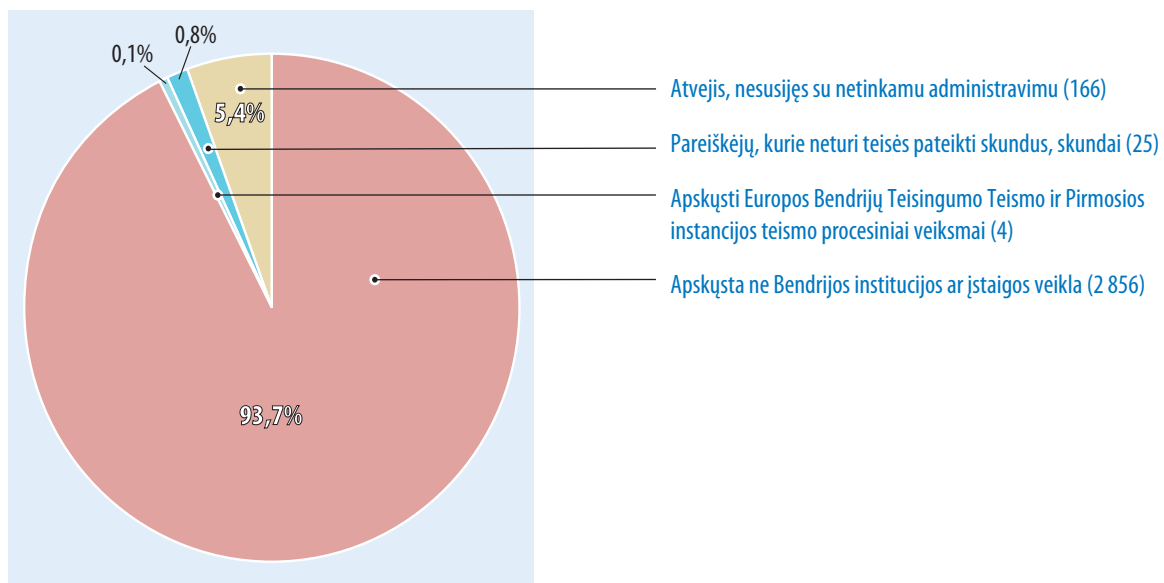 0,8%
0,1%
5,4%
93,7%
Atvejis, nesusijęs su netinkamu administravimu (166)
Pareiškėjų, kurie neturi teisės pateikti skundus, skundai (25)
Apskųsti Europos Bendrijų Teisingumo Teismo ir Pirmosios
instancijos teismo procesiniai veiksmai (4)
Apskųsta ne Bendrijos institucijos ar įstaigos veikla (2 856)